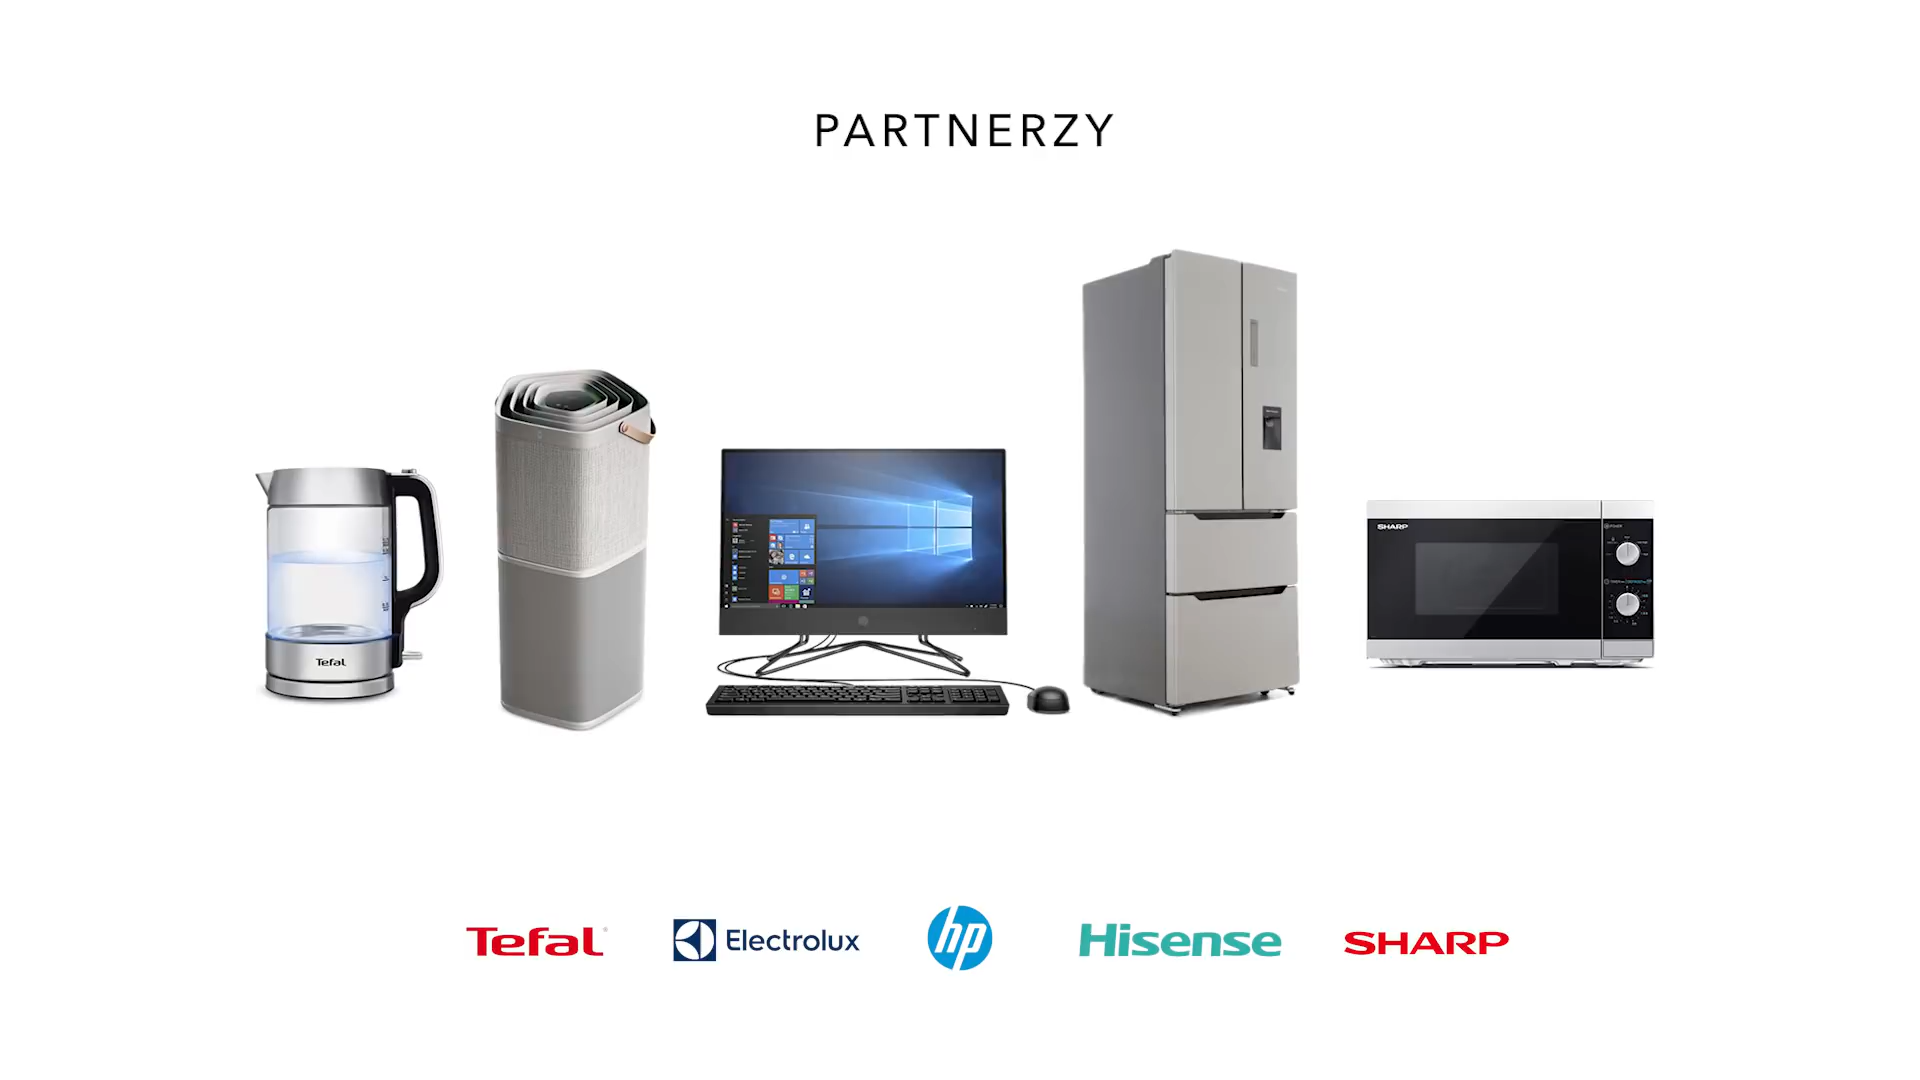 PARTNERZY
SHARP
Tefal
Tefal
Electrolux
hp
Hisense
SHARP